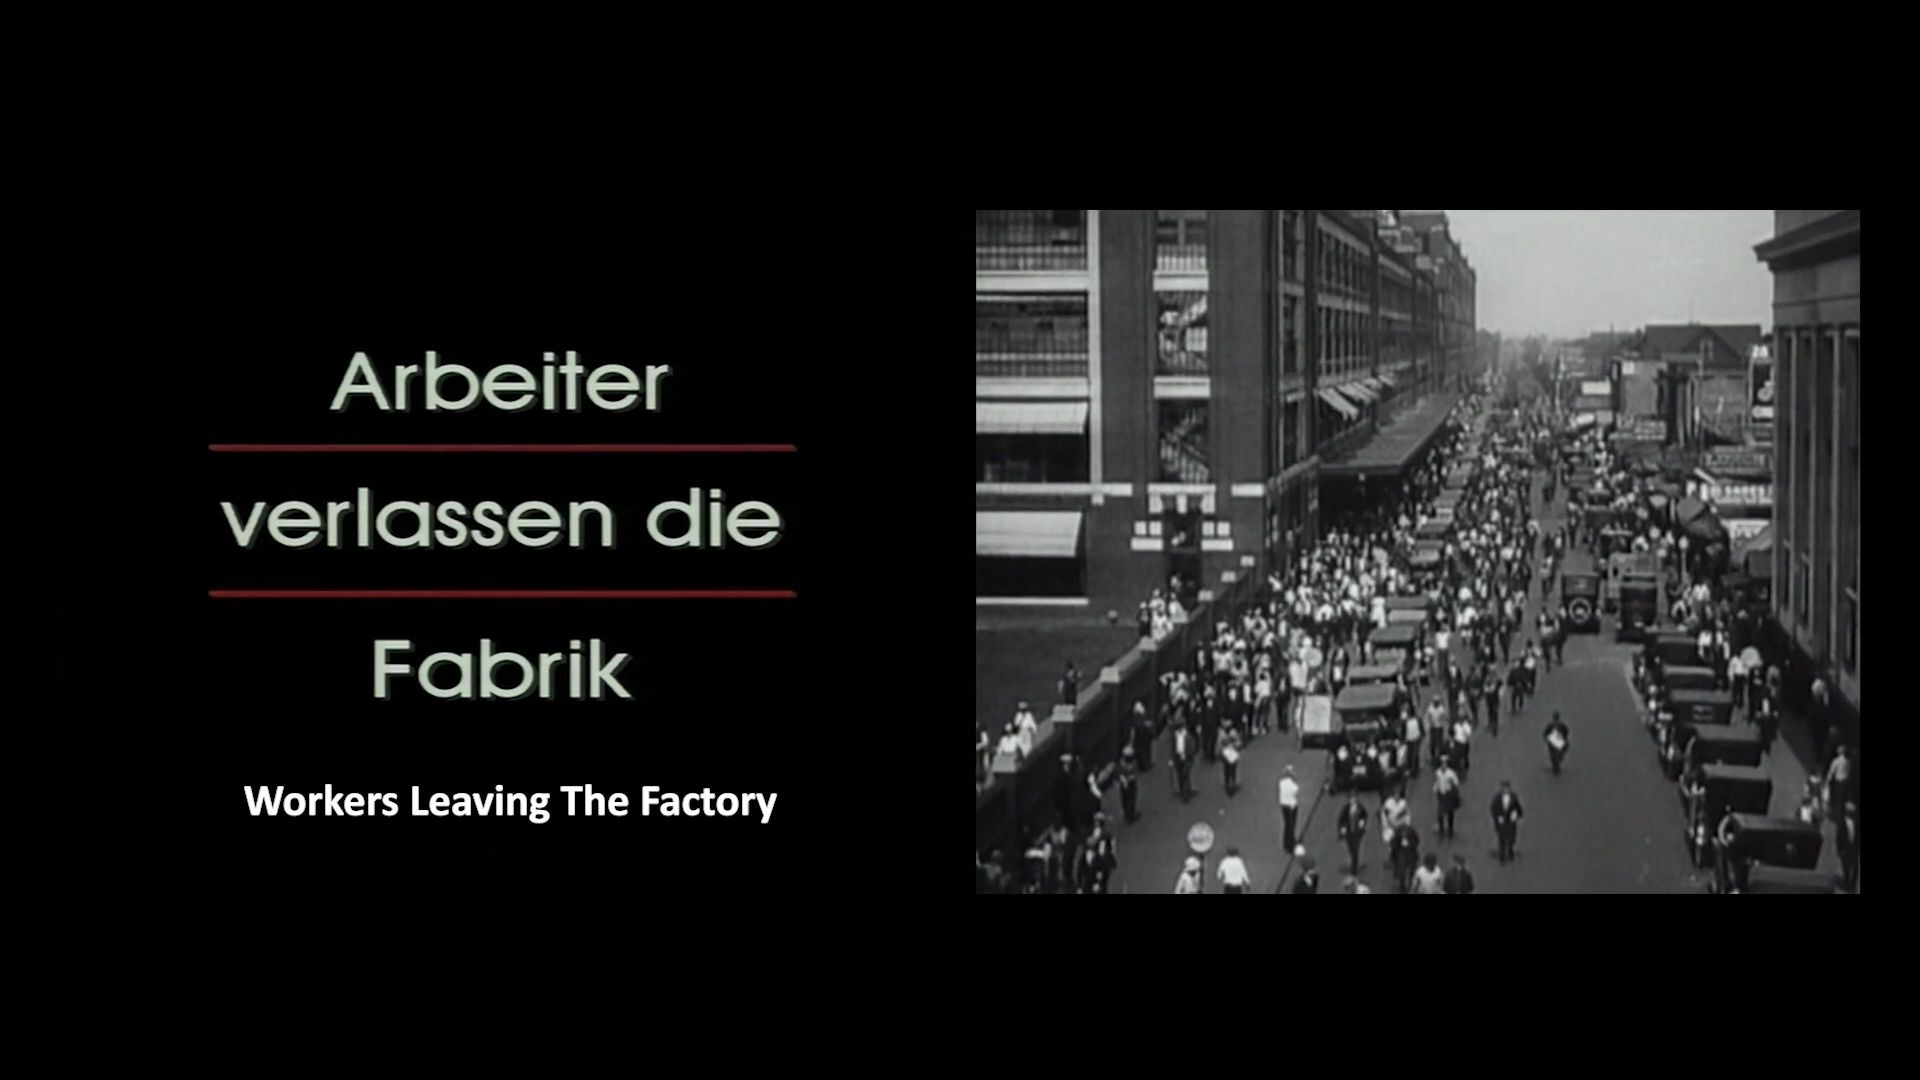 Arbeiter
verlassen die
Fabrik
Workers Leaving The Factory